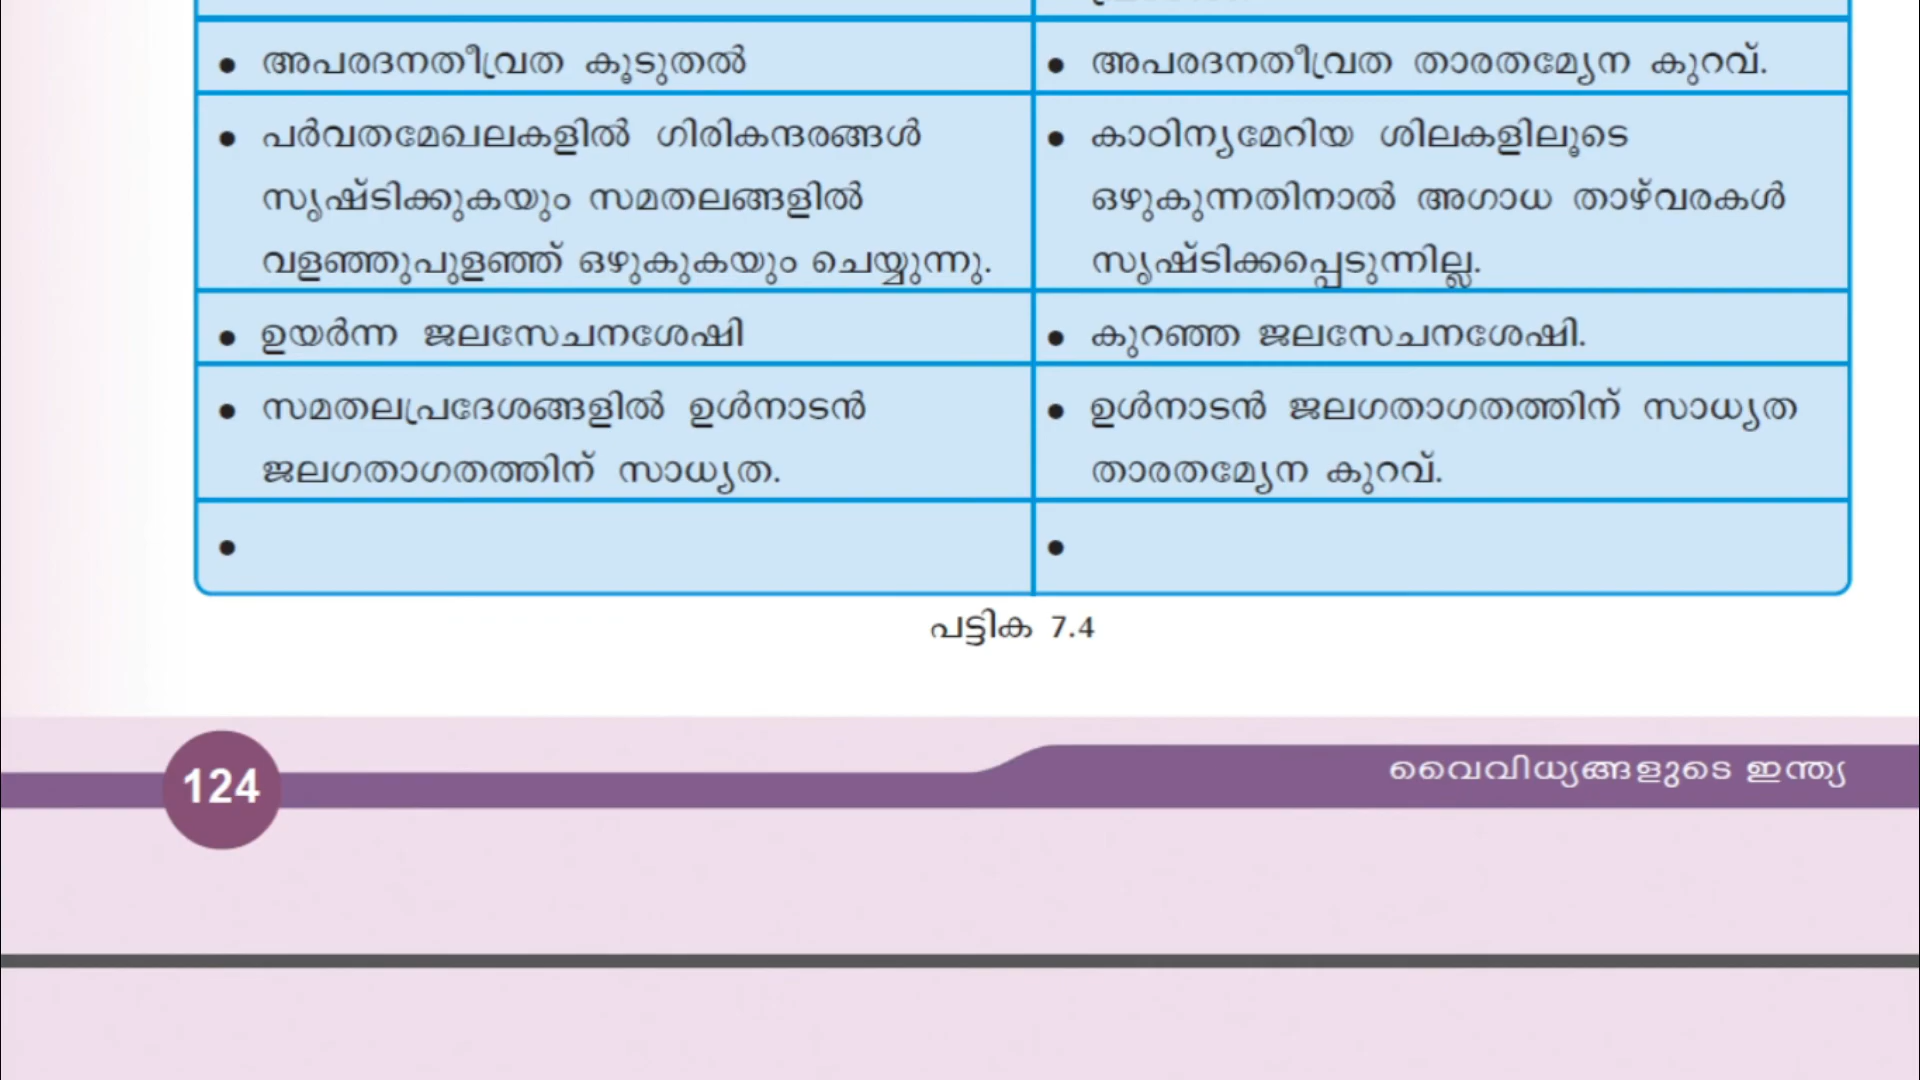 • അപരദനതീവ്രത കൂടുതൽ
• അപരദനതീവ്രത താരതമ്യേന കുറവ്.
• പർവതമേഖലകളിൽ ഗിരികന്ദരങ്ങൾ
സൃഷ്ടിക്കുകയും സമതലങ്ങളിൽ
വളഞ്ഞുപുളഞ്ഞ് ഒഴുകുകയും ചെയ്യുന്നു.
• കാഠിന്യമേറിയ ശിലകളിലൂടെ
ഒഴുകുന്നതിനാൽ അഗാധ താഴ്‌വരകൾ
സൃഷ്ടിക്കപ്പെടുന്നില്ല.
• ഉയർന്ന ജലസേചനശേഷി
• കുറഞ്ഞ ജലസേചനശേഷി.
• സമതലപ്രദേശങ്ങളിൽ ഉൾനാടൻ
ജലഗതാഗതത്തിന് സാധ്യത.
• ഉൾനാടൻ ജലഗതാഗതത്തിന് സാധ്യത
താരതമ്യേന കുറവ്.
•
•
പട്ടിക 7.4
124
വൈവിധ്യങ്ങളുടെ ഇന്ത്യ